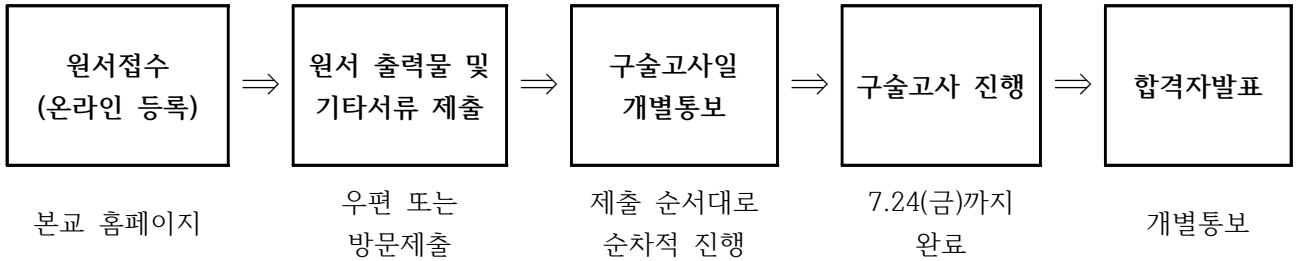 원서접수
(온라인 등록)
⇒
원서 출력물 및
기타서류 제출
⇒
구술고사일
개별통보
⇒
구술고사 진행
⇒
합격자발표
본교 홈페이지
우편 또는
방문제출
제출 순서대로
순차적 진행
7.24(금)까지
완료
개별통보